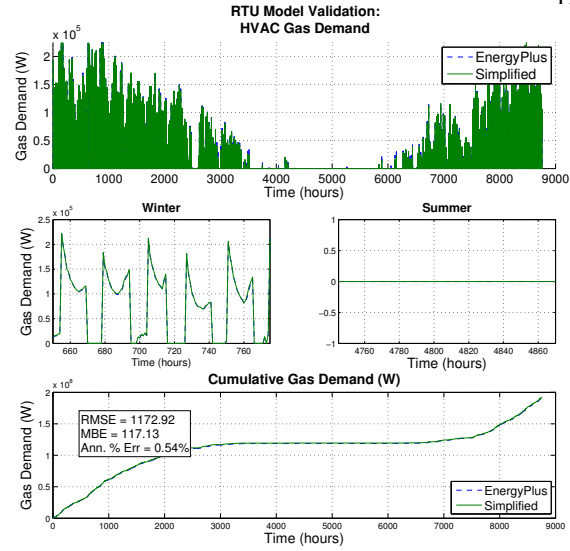 RTU Model Validation:
HVAC Gas Demand
x 10^5
Gas Demand (W)
2
1.5
1
0.5
0
EnergyPlus
Simplified
0 1000 2000 3000 4000 5000 6000 7000 8000 9000
Time (hours)
Winter
x 10^5
Gas Demand (W)
2.5
2
1.5
1
0.5
0
660 680 700 720 740 760
Time (hours)
Summer
1
0.5
0
−0.5
−1
4760 4780 4800 4820 4840 4860
Time (hours)
Cumulative Gas Demand (W)
x 10^8
Gas Demand (W)
2
1.5
1
0.5
0
RMSE = 1172.92
MBE = 117.13
Ann. % Err = 0.54%
EnergyPlus
Simplified
0 1000 2000 3000 4000 5000 6000 7000 8000 9000
Time (hours)